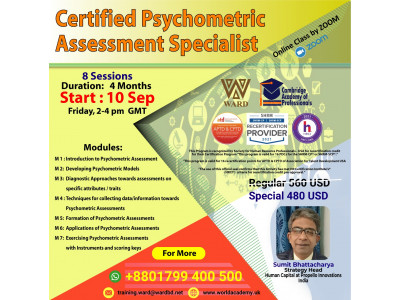 Certified Psychometric
Assessment Specialist
Online Class by ZOOM
zoom
8 Sessions
Duration: 4 Months
Start : 10 Sep
Friday, 2-4 pm GMT
WARD
Cambridge
Academy of
Professionals
APTD & CPTD
SHRM
RECERTIFICATION
PROVIDER
2021
Modules:
M 1 : Introduction to Psychometric Assessment
M 2: Developing Psychometric Models
M 3: Diagnostic Approaches towards assessments on
specific attributes / traits
M 4 : Techniques for collecting data/information towards
Psychometric Assessments
M 5: Formation of Psychometric Assessments
M 6: Applications of Psychometric Assessments
M 7: Exercising Psychometric Assessments
with Instruments and scoring keys
Regular 560 USD
Special 480 USD
For More
+8801799 400 500
training.ward@wardbd.net
www.worldacademy.uk
Sumit Bhattacharya
Strategy Head
Human Capital at Propello Innovations
India